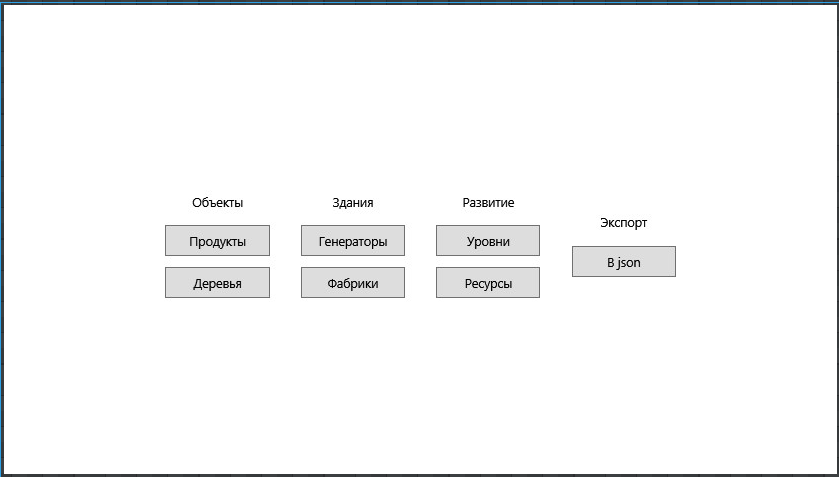 Объекты
Здания
Развитие
Экспорт
Продукты
Генераторы
Уровни
В json
Деревья
Фабрики
Ресурсы